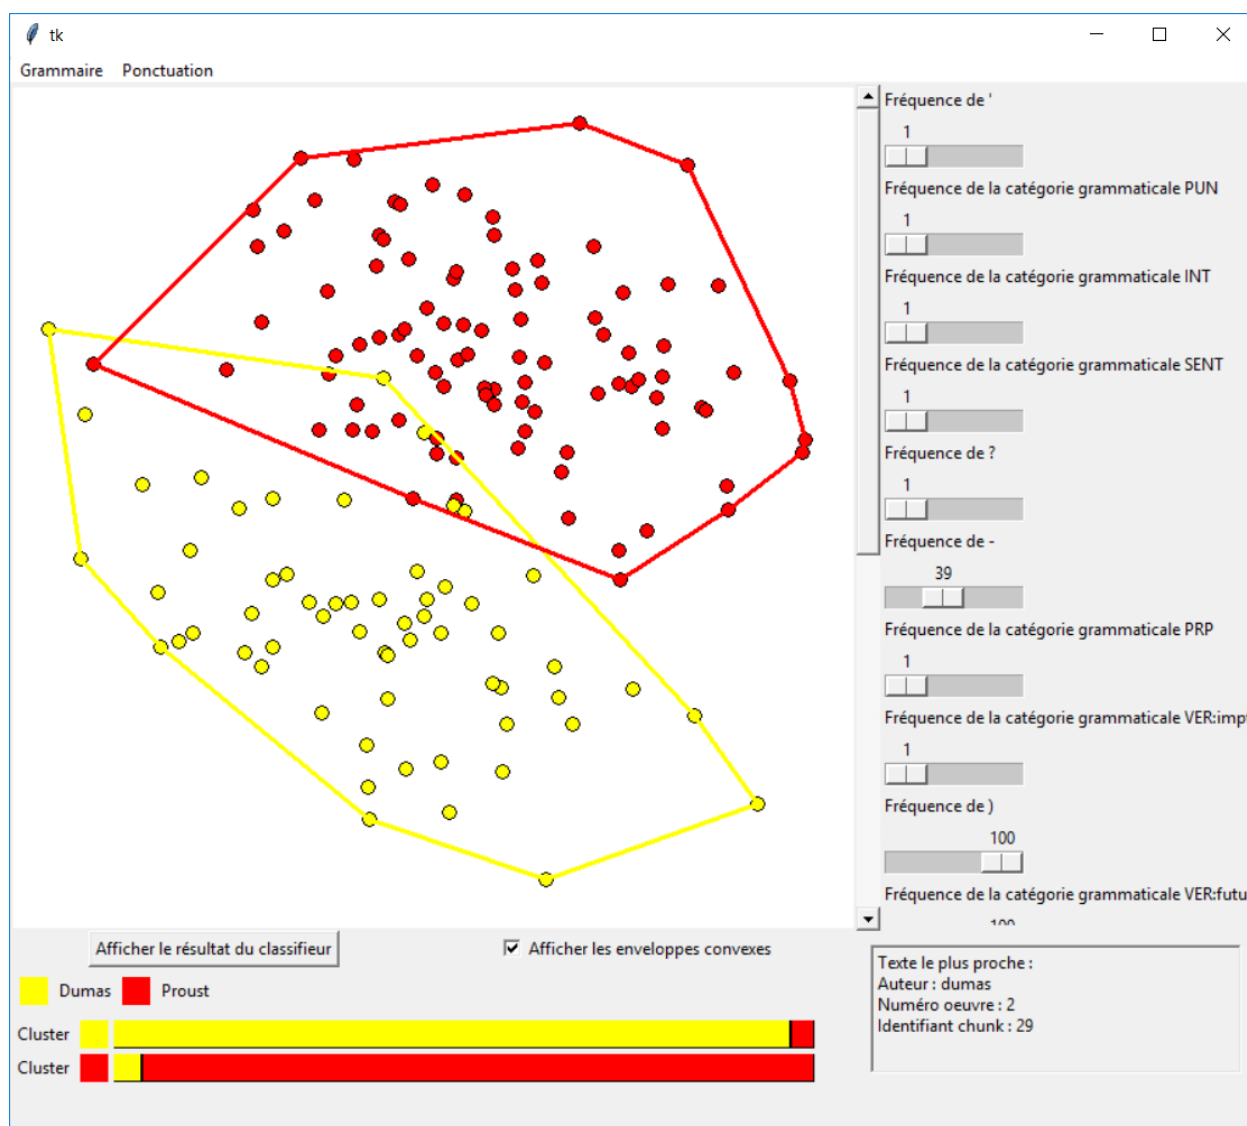 tk
Grammaire Ponctuation
Fréquence de '
1
Fréquence de la catégorie grammaticale PUN
1
Fréquence de la catégorie grammaticale INT
1
Fréquence de la catégorie grammaticale SENT
1
Fréquence de ?
1
Fréquence de -
39
Fréquence de la catégorie grammaticale PRP
1
Fréquence de la catégorie grammaticale VER:imp
1
Fréquence de )
100
Fréquence de la catégorie grammaticale VER:futu
100
Afficher le résultat du classifieur
Afficher les enveloppes convexes
Dumas Proust
Cluster
Cluster
Texte le plus proche :
Auteur : dumas
Numéro oeuvre : 2
Identifiant chunk : 29